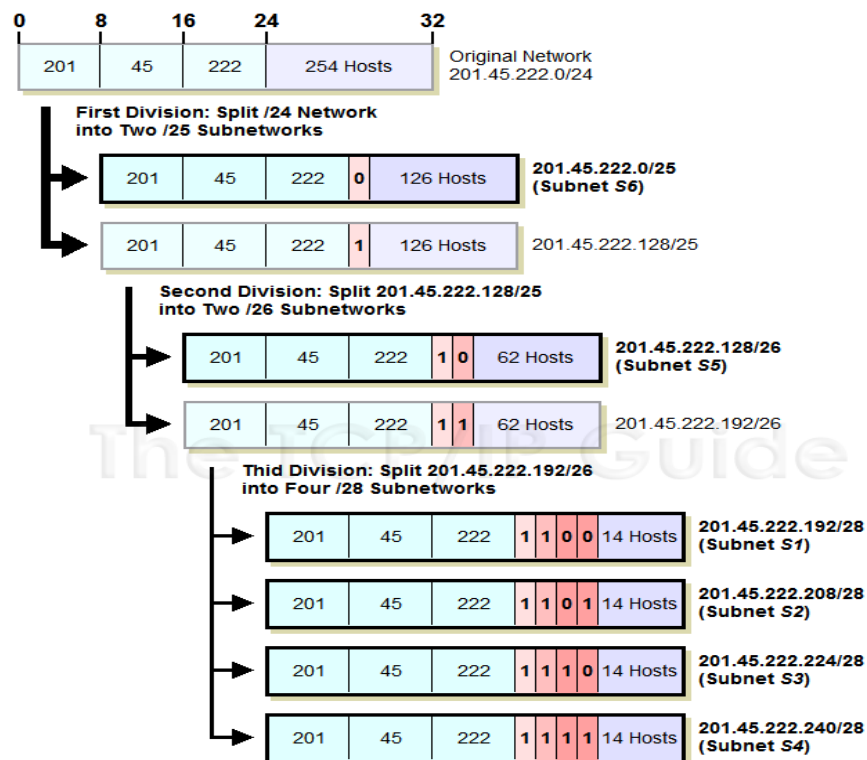 0 8 16 24 32
201 45 222 254 Hosts
Original Network
201.45.222.0/24
First Division: Split /24 Network
into Two /25 Subnetworks
201 45 222 0 126 Hosts
201.45.222.0/25
(Subnet S6)
201 45 222 1 126 Hosts
201.45.222.128/25
Second Division: Split 201.45.222.128/25
into Two /26 Subnetworks
201 45 222 1 0 62 Hosts
201.45.222.128/26
(Subnet S5)
201 45 222 1 1 62 Hosts
201.45.222.192/26
The TCP/IP Guide
Thid Division: Split 201.45.222.192/26
into Four /28 Subnetworks
201 45 222 1 1 0 0 14 Hosts
201.45.222.192/28
(Subnet S1)
201 45 222 1 1 0 1 14 Hosts
201.45.222.208/28
(Subnet S2)
201 45 222 1 1 1 0 14 Hosts
201.45.222.224/28
(Subnet S3)
201 45 222 1 1 1 1 14 Hosts
201.45.222.240/28
(Subnet S4)